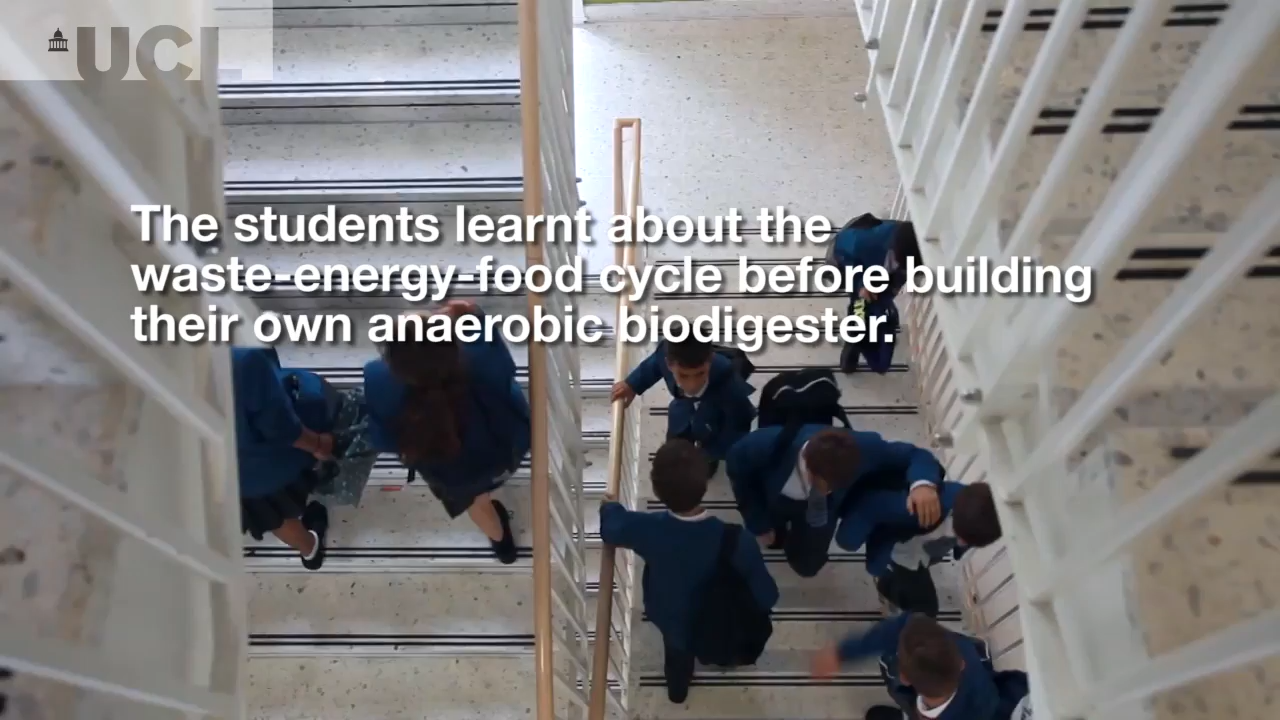 UCL
The students learnt about the
waste-energy-food cycle before building
their own anaerobic biodigester.